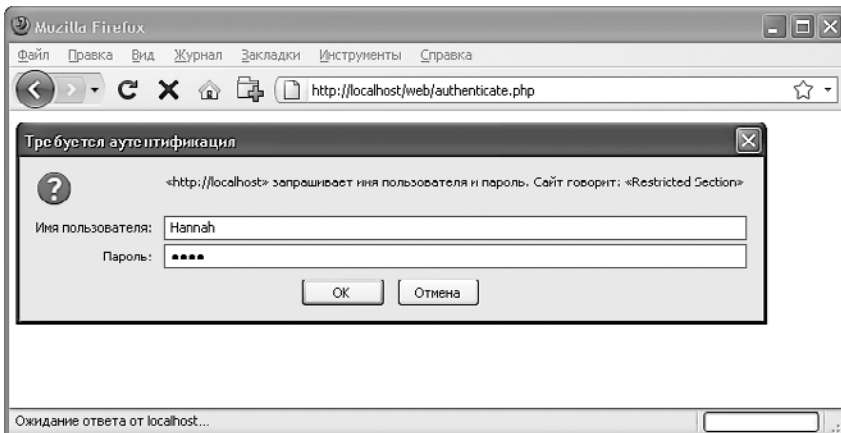 Mozilla Firefox
Файл Правка Вид Журнал Закладки Инструменты Справка
http://localhost/web/authenticate.php
Требуется аутентификация
«http://localhost» запрашивает имя пользователя и пароль. Сайт говорит: «Restricted Section»
Имя пользователя: Hannah
Пароль: ●●●●
OK Отмена
Ожидание ответа от localhost...